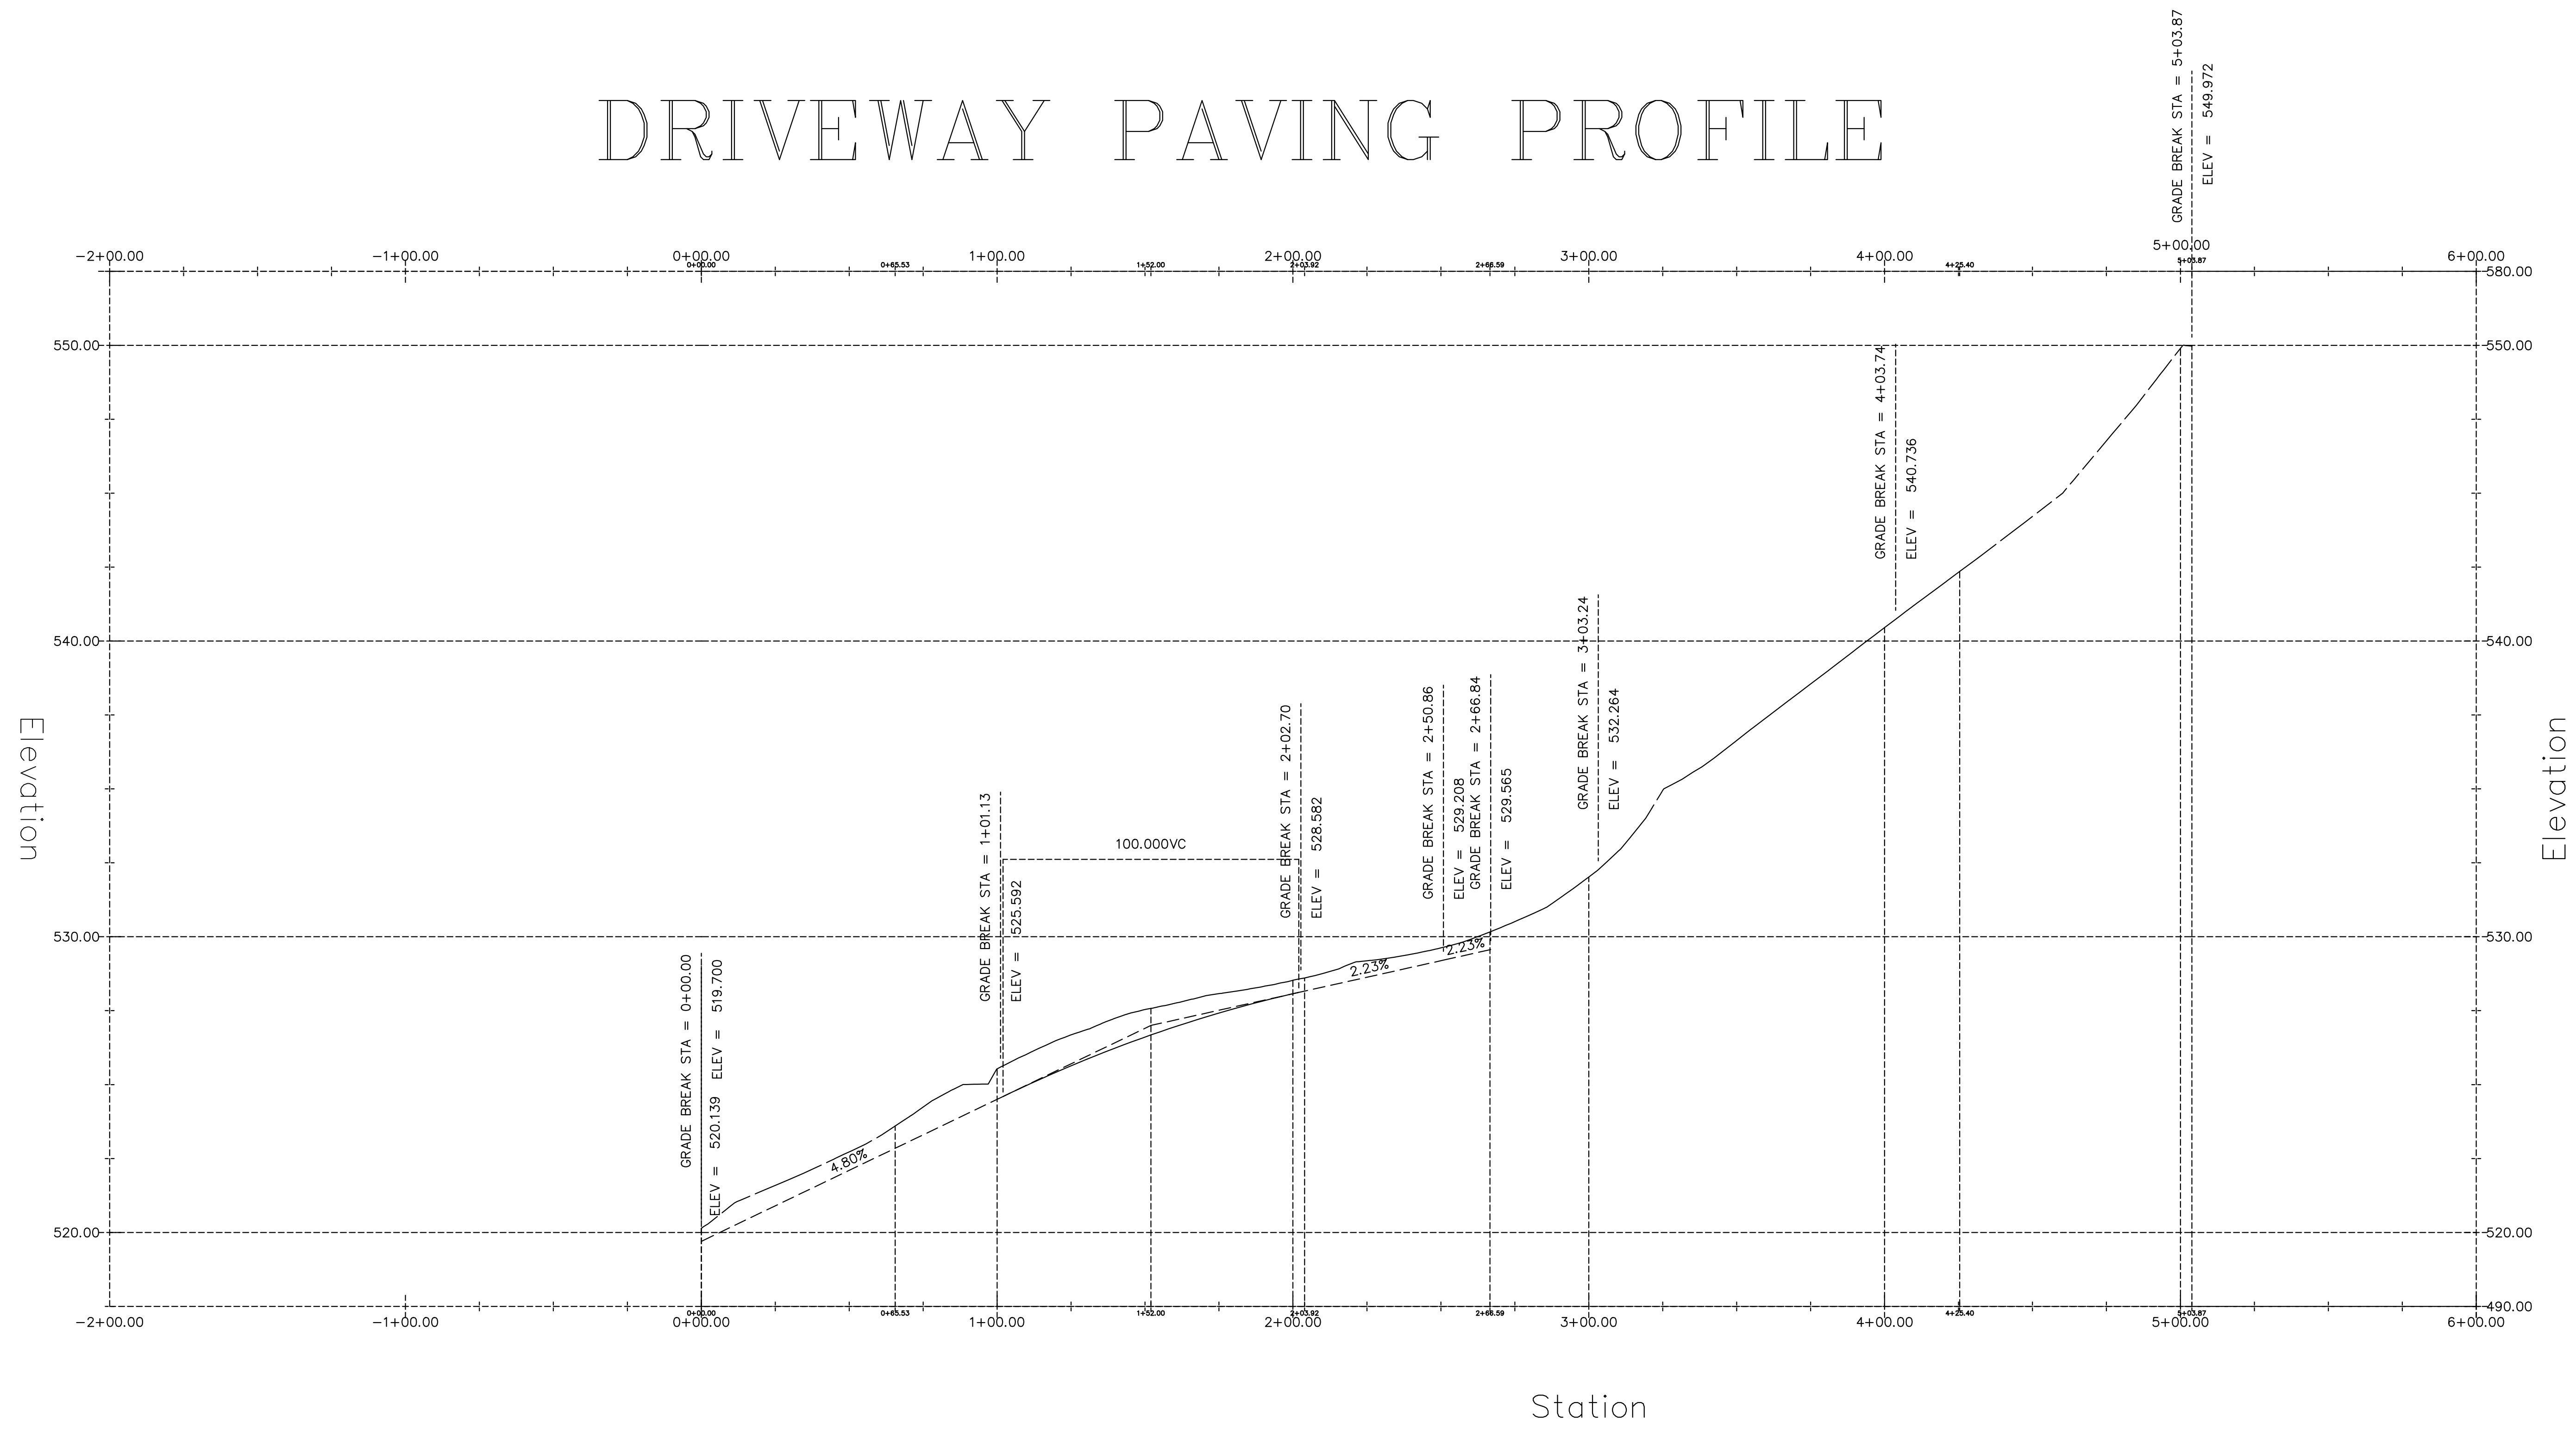 GRADE BREAK STA = 5+03.87
ELEV = 549.972
DRIVEWAY PAVING PROFILE
-2+00.00 -1+00.00 0+00.00 1+00.00 2+00.00 3+00.00 4+00.00 5+00.00 6+00.00
0+00.00 0+65.53 1+52.00 2+03.92 2+66.59 4+25.40 5+03.87
580.00
550.00 550.00
GRADE BREAK STA = 4+03.74
ELEV = 540.736
540.00 540.00
GRADE BREAK STA = 3+03.24
ELEV = 532.264
GRADE BREAK STA = 2+66.84
ELEV = 529.565
GRADE BREAK STA = 2+50.86
ELEV = 529.208
GRADE BREAK STA = 2+02.70
ELEV = 528.582
100.000VC
GRADE BREAK STA = 1+01.13
ELEV = 525.592
Elevation
Elevation
530.00 530.00
2.23%
2.23%
GRADE BREAK STA = 0+00.00
ELEV = 520.139 ELEV = 519.700
4.80%
520.00 520.00
490.00
0+00.00 0+65.53 1+52.00 2+03.92 2+66.59 4+25.40 5+03.87
-2+00.00 -1+00.00 0+00.00 1+00.00 2+00.00 3+00.00 4+00.00 5+00.00 6+00.00
Station